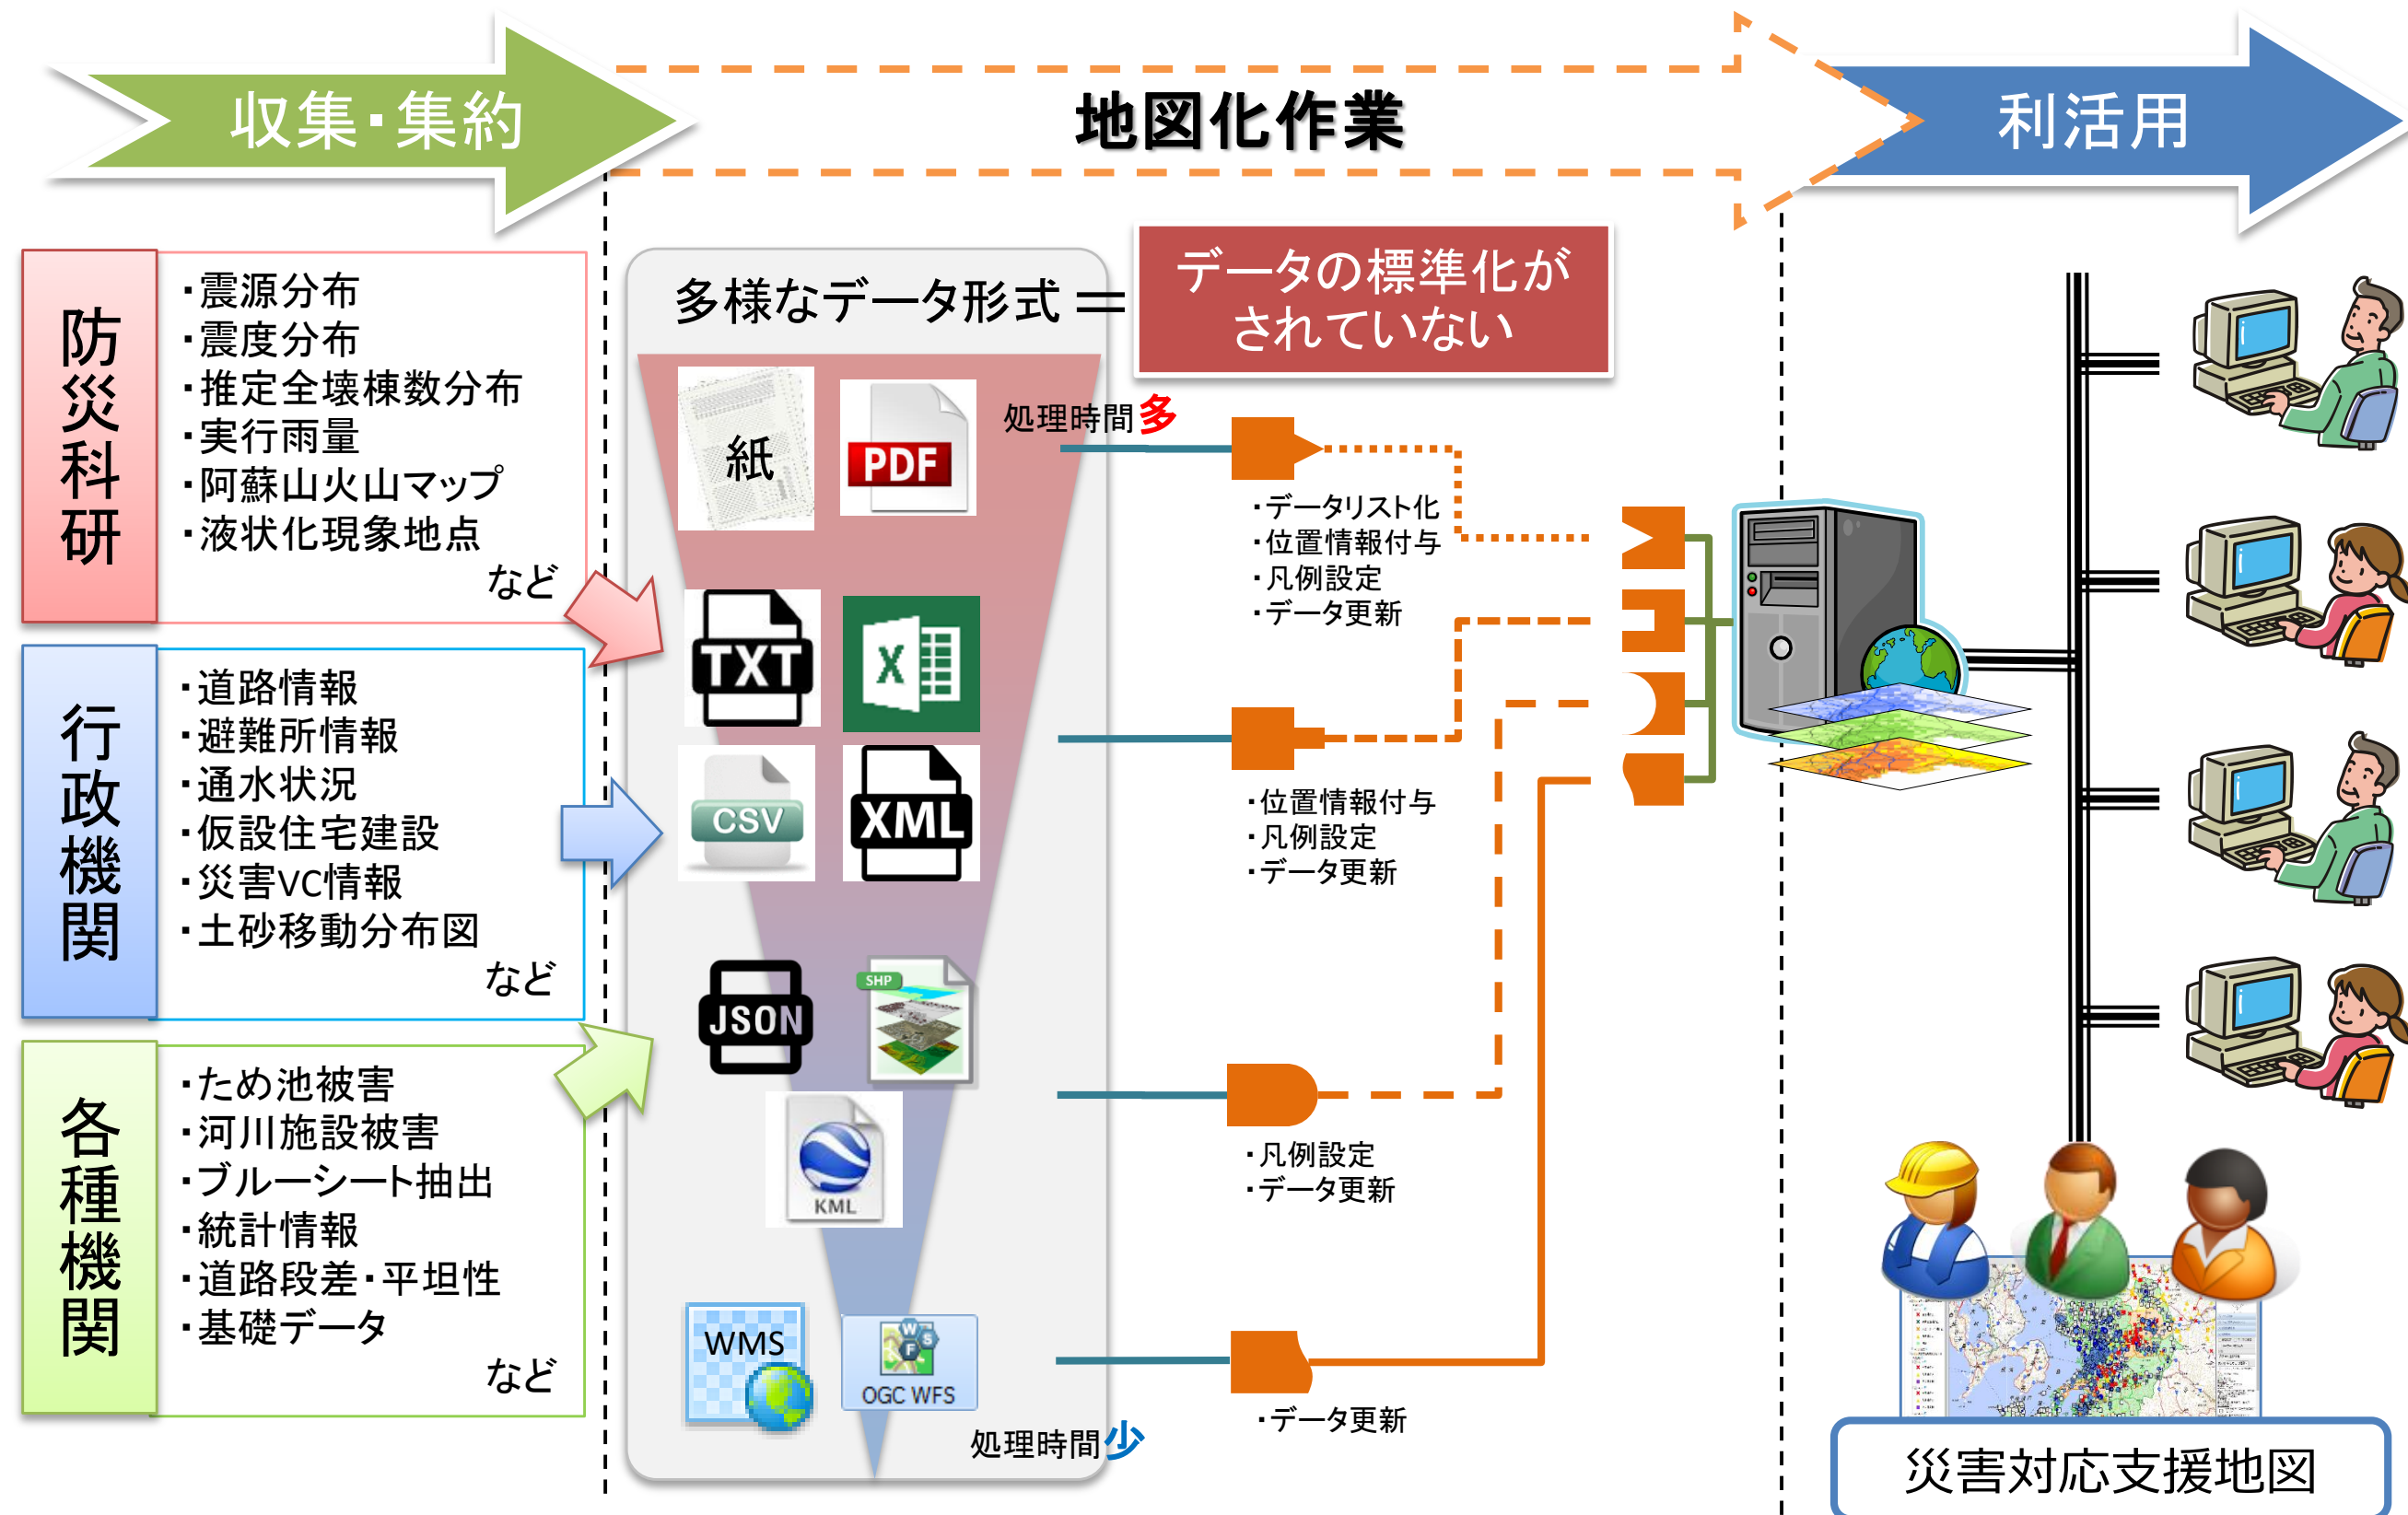 収集・集約
地図化作業
利活用
防災科研
・震源分布
・震度分布
・推定全壊棟数分布
・実行雨量
・阿蘇山火山マップ
・液状化現象地点
など
行政機関
・道路情報
・避難所情報
・通水状況
・仮設住宅建設
・災害VC情報
・土砂移動分布図
など
各種機関
・ため池被害
・河川施設被害
・ブルーシート抽出
・統計情報
・道路段差・平坦性
・基礎データ
など
多様なデータ形式＝
データの標準化が
されていない
紙
PDF
TXT
X
CSV
XML
JSON
SHP
KML
WMS
WFS
OGC WFS
処理時間多
・データリスト化
・位置情報付与
・凡例設定
・データ更新
・位置情報付与
・凡例設定
・データ更新
・凡例設定
・データ更新
・データ更新
処理時間少
災害対応支援地図